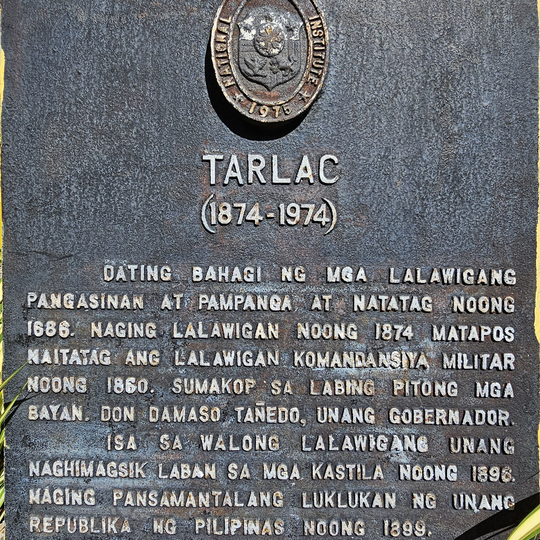 NATIONAL INSTITUTE
★ 1975 ★
TARLAC
(1874-1974)
DATING BAHAGI NG MGA LALAWIGANG
PANGASINAN AT PAMPANGA AT NATATAG NOONG
1686. NAGING LALAWIGAN NOONG 1874 MATAPOS
MAITATAG ANG LALAWIGAN KOMANDANSIYA MILITAR
NOONG 1860. SUMAKOP SA LABING PITONG MGA
BAYAN. DON DAMASO TAÑEDO, UNANG GOBERNADOR.
ISA SA WALONG LALAWIGANG UNANG
NAGHIMAGSIK LABAN SA MGA KASTILA NOONG 1896.
NAGING PANSAMANTALANG LUKLUKAN NG UNANG
REPUBLIKA NG PILIPINAS NOONG 1899.